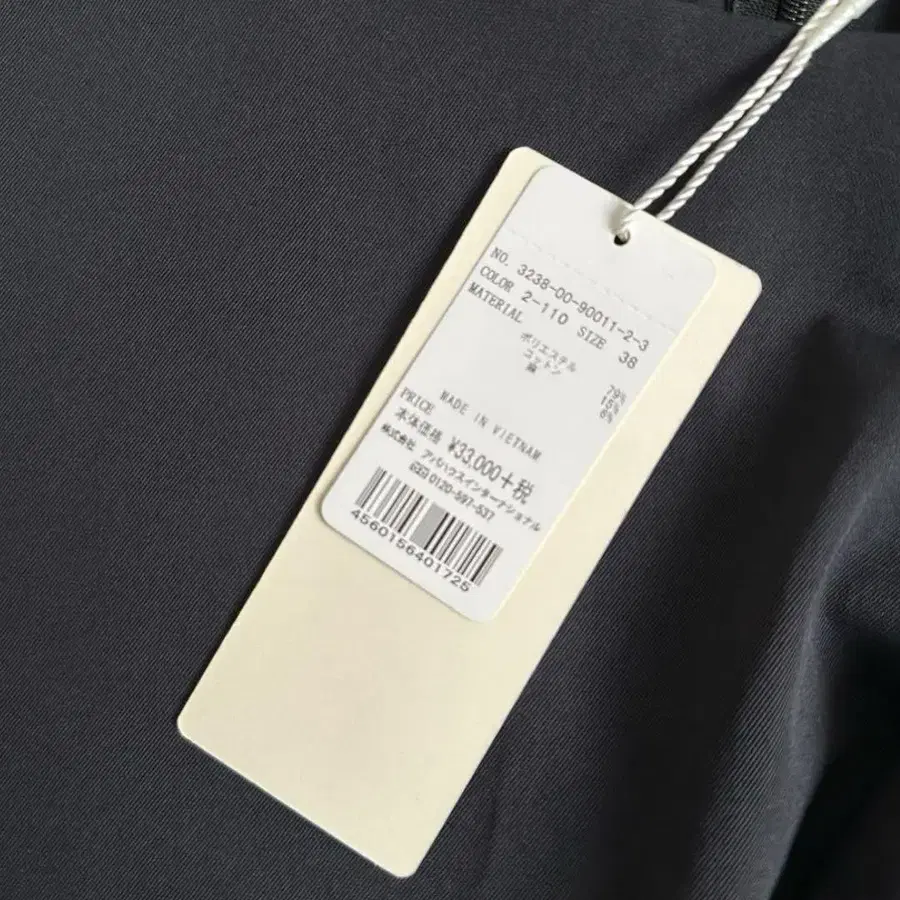 NO. 3238-00-90011-2-3
COLOR 2-110 SIZE 38
MATERIAL
ポリエステル 79%
コットン 15%
麻 6%
MADE IN VIETNAM
PRICE
本体価格 ¥33,000+税
株式会社 アルハウスインターナショナル
0120-597-537
4560156401725